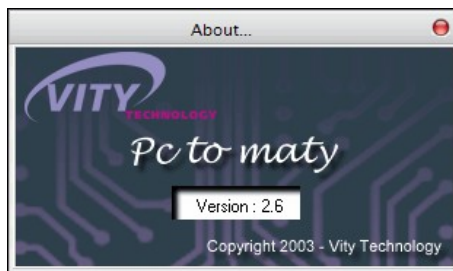 About...
VITY
TECHNOLOGY
Pc to maty
Version : 2.6
Copyright 2003 - Vity Technology